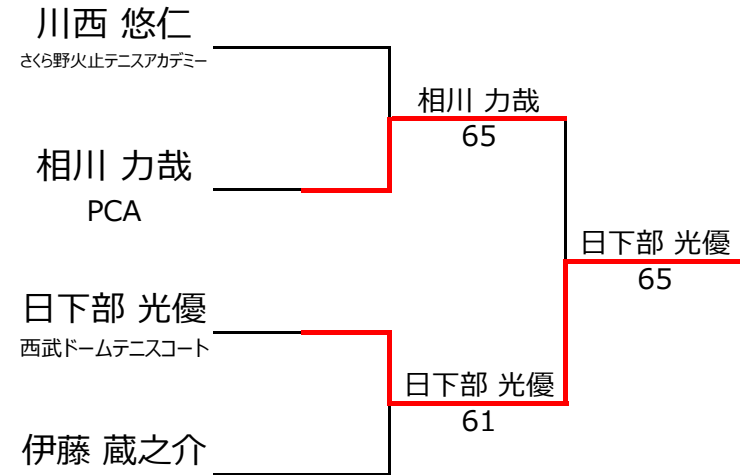 川西 悠仁
さくら野火止テニスアカデミー
相川 力哉
65
相川 力哉
PCA
日下部 光優
65
日下部 光優
西武ドームテニスコート
日下部 光優
61
伊藤 蔵之介